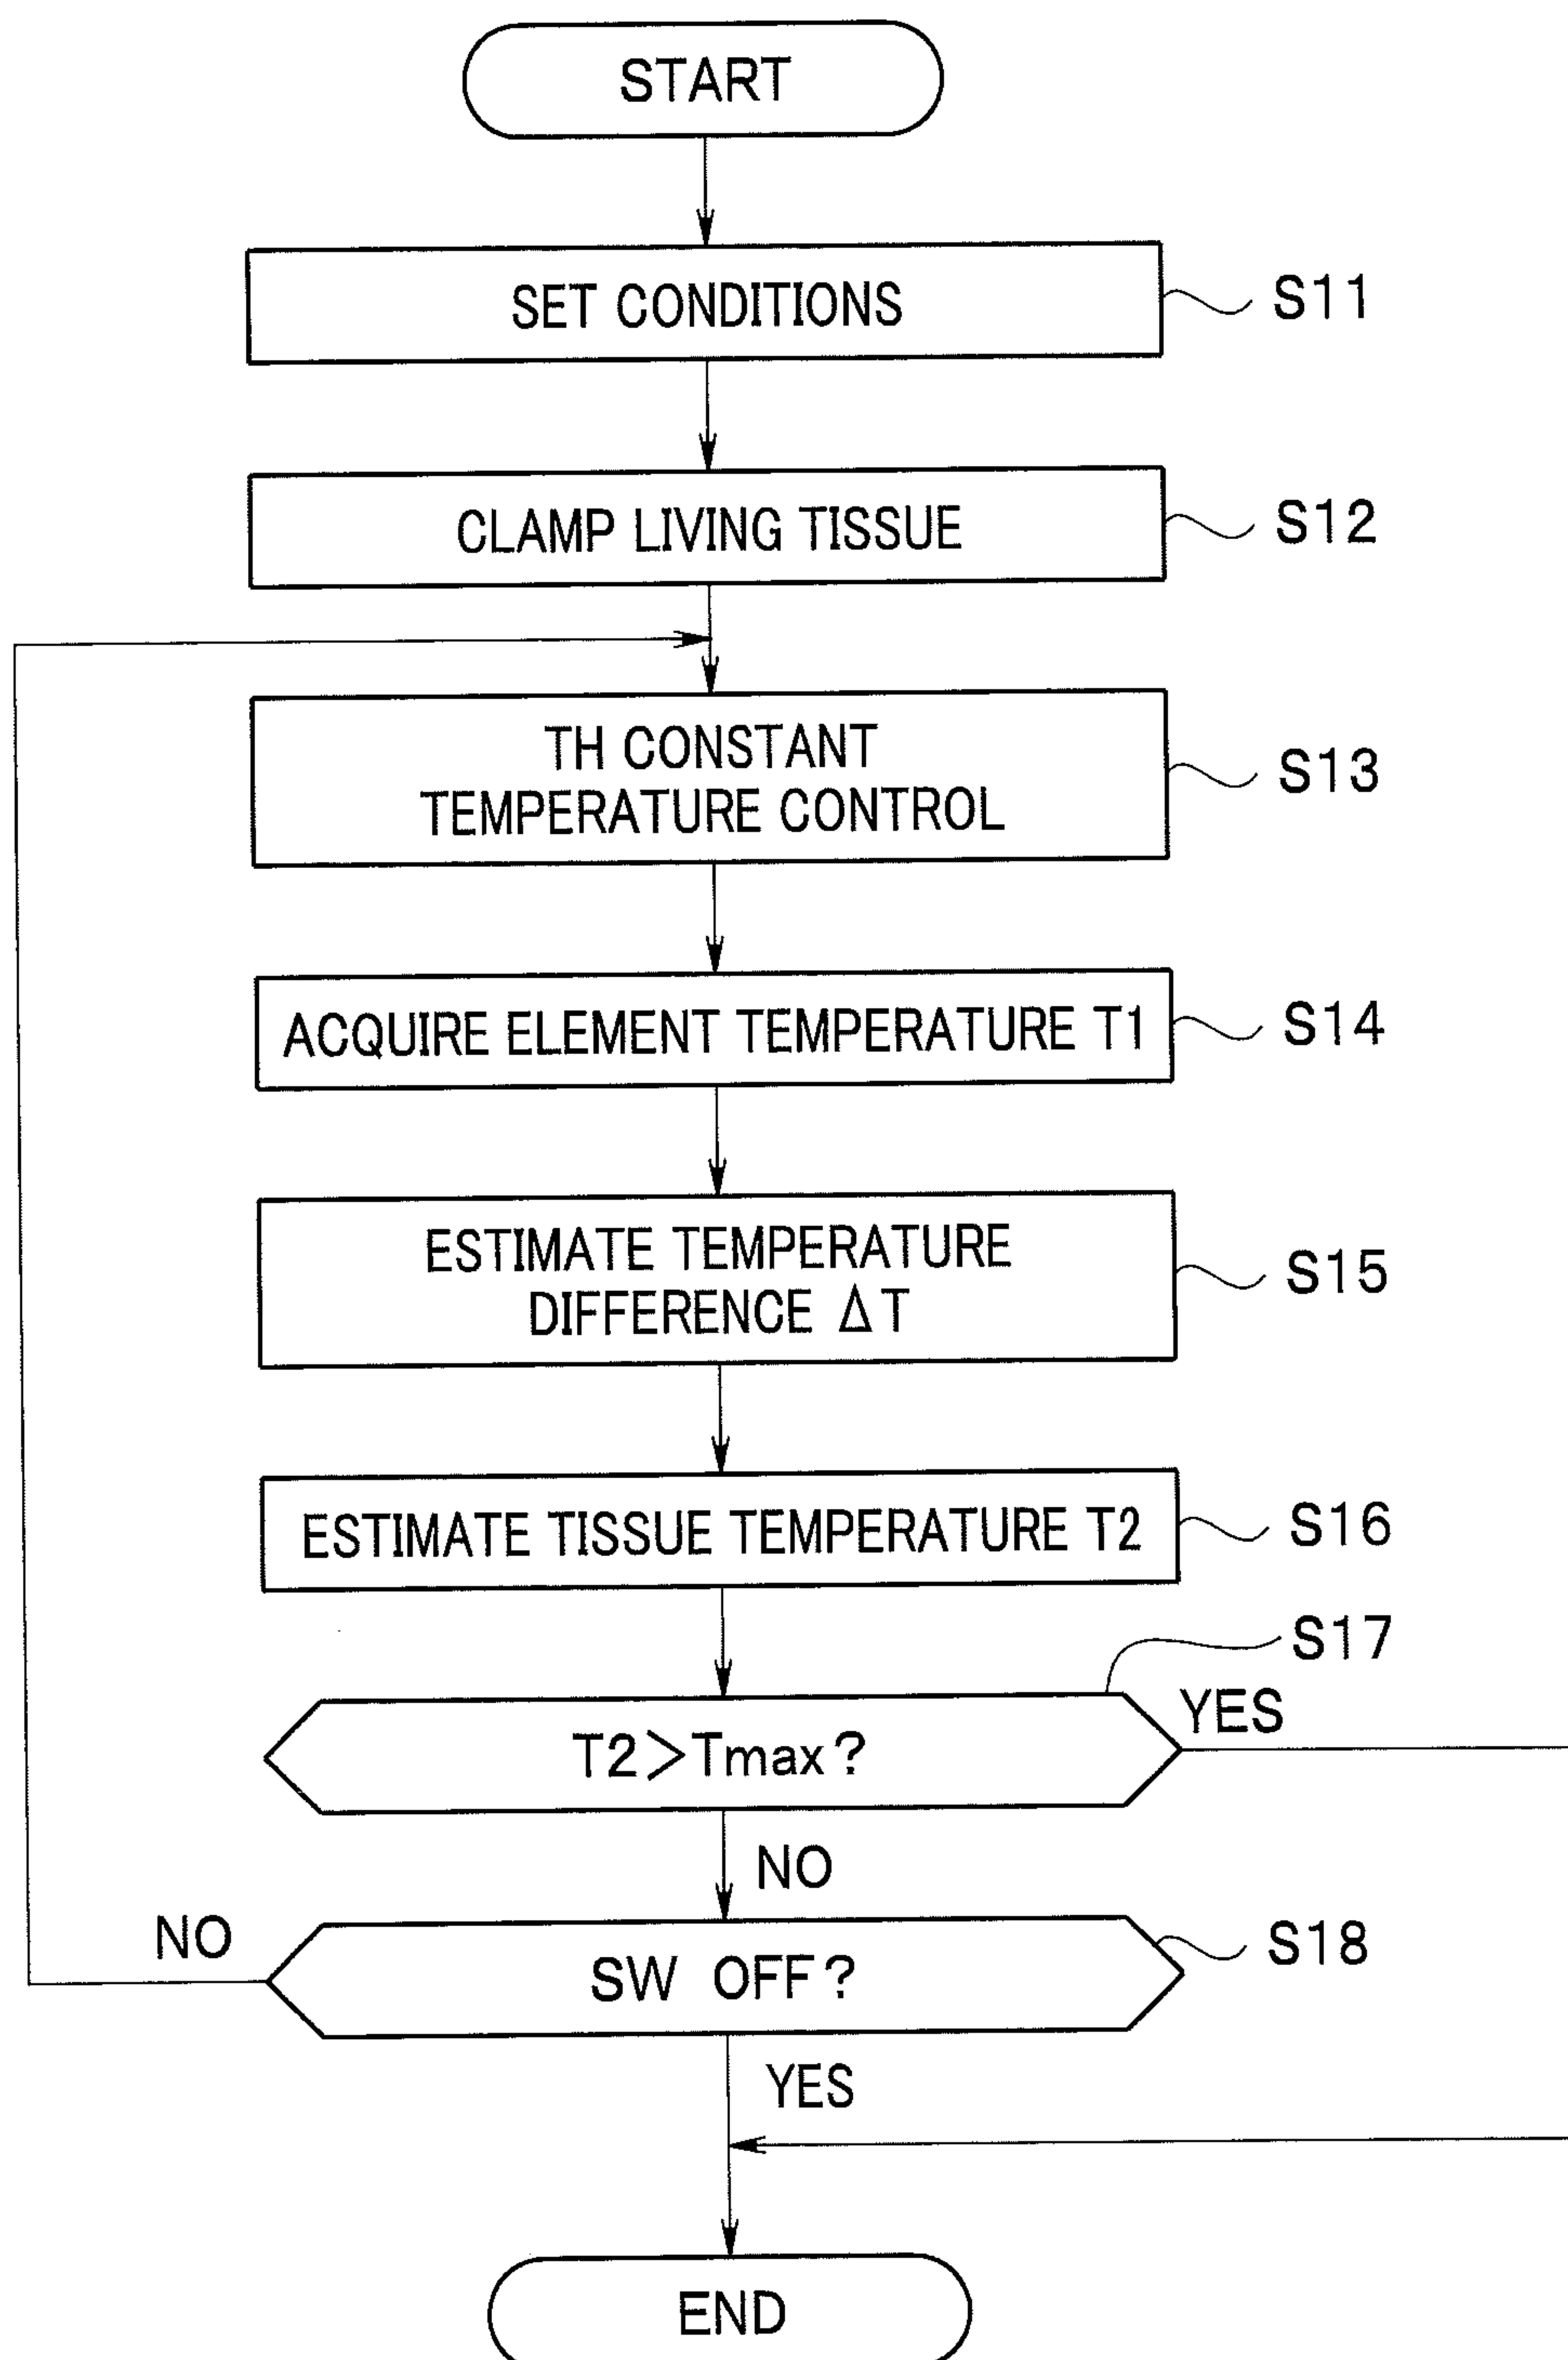 START
SET CONDITIONS
S11
CLAMP LIVING TISSUE
S12
TH CONSTANT
TEMPERATURE CONTROL
S13
ACQUIRE ELEMENT TEMPERATURE T1
S14
ESTIMATE TEMPERATURE
DIFFERENCE ΔT
S15
ESTIMATE TISSUE TEMPERATURE T2
S16
S17
YES
T2>Tmax?
NO
NO
SW OFF?
S18
YES
END